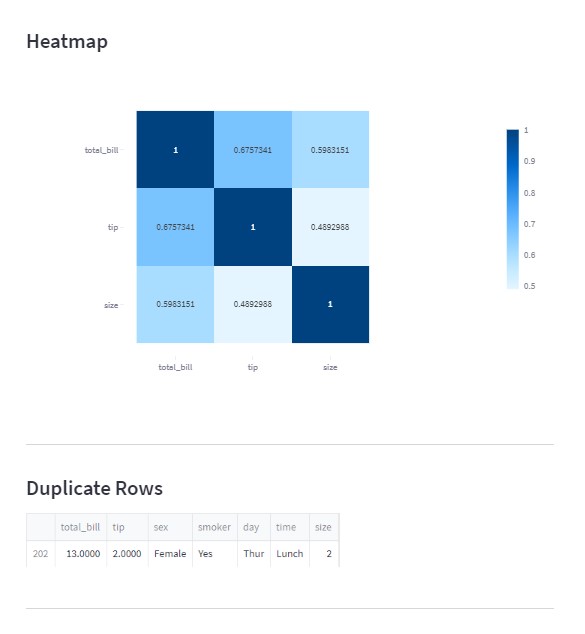 Heatmap
total_bill 1 0.6757341 0.5983151
tip 0.6757341 1 0.4892988
size 0.5983151 0.4892988 1
total_bill tip size
1
0.9
0.8
0.7
0.6
0.5
Duplicate Rows
total_bill tip sex smoker day time size
202 13.0000 2.0000 Female Yes Thur Lunch 2